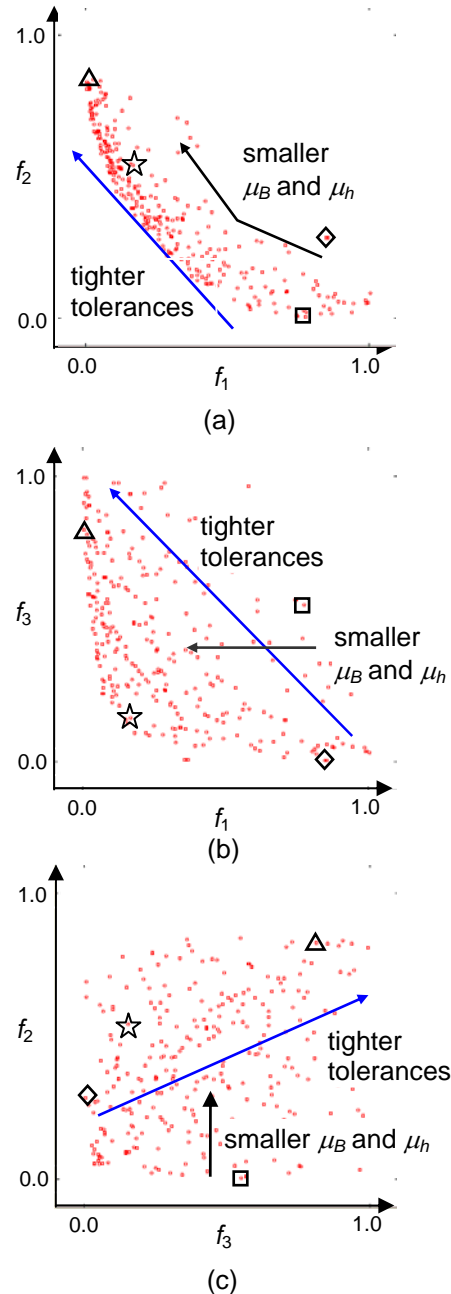 1.0
f2
smaller
μB and μh
tighter
tolerances
0.0
0.0
1.0
f1
(a)
1.0
tighter
tolerances
f3
smaller
μB and μh
0.0
0.0
1.0
f1
(b)
1.0
f2
tighter
tolerances
smaller μB and μh
0.0
0.0
1.0
f3
(c)